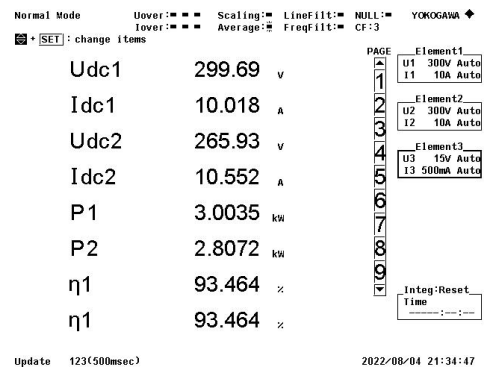 Normal Mode Uover:▬ ▬ ▬ Scaling:▬ LineFilt:▬ NULL:▬ YOKOGAWA ◆
Iover:▬ ▬ ▬ Average: FreqFilt:▬ CF:3
+ SET : change items
PAGE
Udc1 299.69 V
Idc1 10.018 A
Udc2 265.93 V
Idc2 10.552 A
P1 3.0035 kW
P2 2.8072 kW
η1 93.464 %
η1 93.464 %
1
2
3
4
5
6
7
8
9
Element1
U1 300V Auto
I1 10A Auto
Element2
U2 300V Auto
I2 10A Auto
Element3
U3 15V Auto
I3 500mA Auto
Integ:Reset
Time
-----:--:--
Update 123(500msec) 2022/08/04 21:34:47